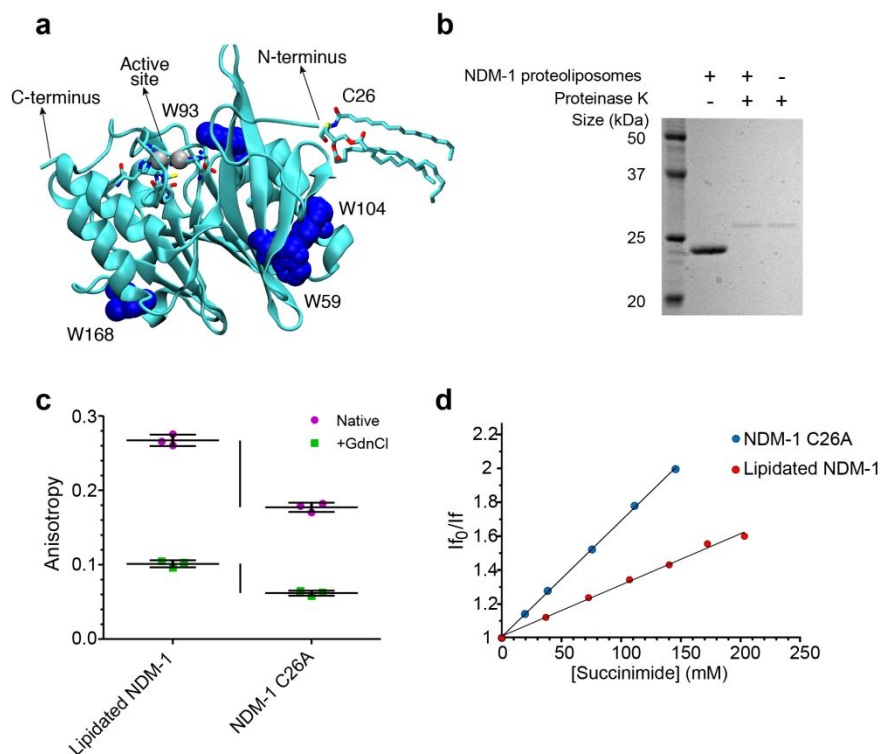 a
N-terminus
Active
site
C26
C-terminus
W93
W104
W59
W168
b
NDM-1 proteoliposomes + + -
Proteinase K - + +
Size (kDa)
50
37
25
20
c
0.3
0.2
0.1
0.0
Anisotropy
Native
+GdnCl
Lipidated NDM-1
NDM-1 C26A
d
2.2
2
1.8
1.6
1.4
1.2
1
If₀/If
NDM-1 C26A
Lipidated NDM-1
0 50 100 150 200 250
[Succinimide] (mM)